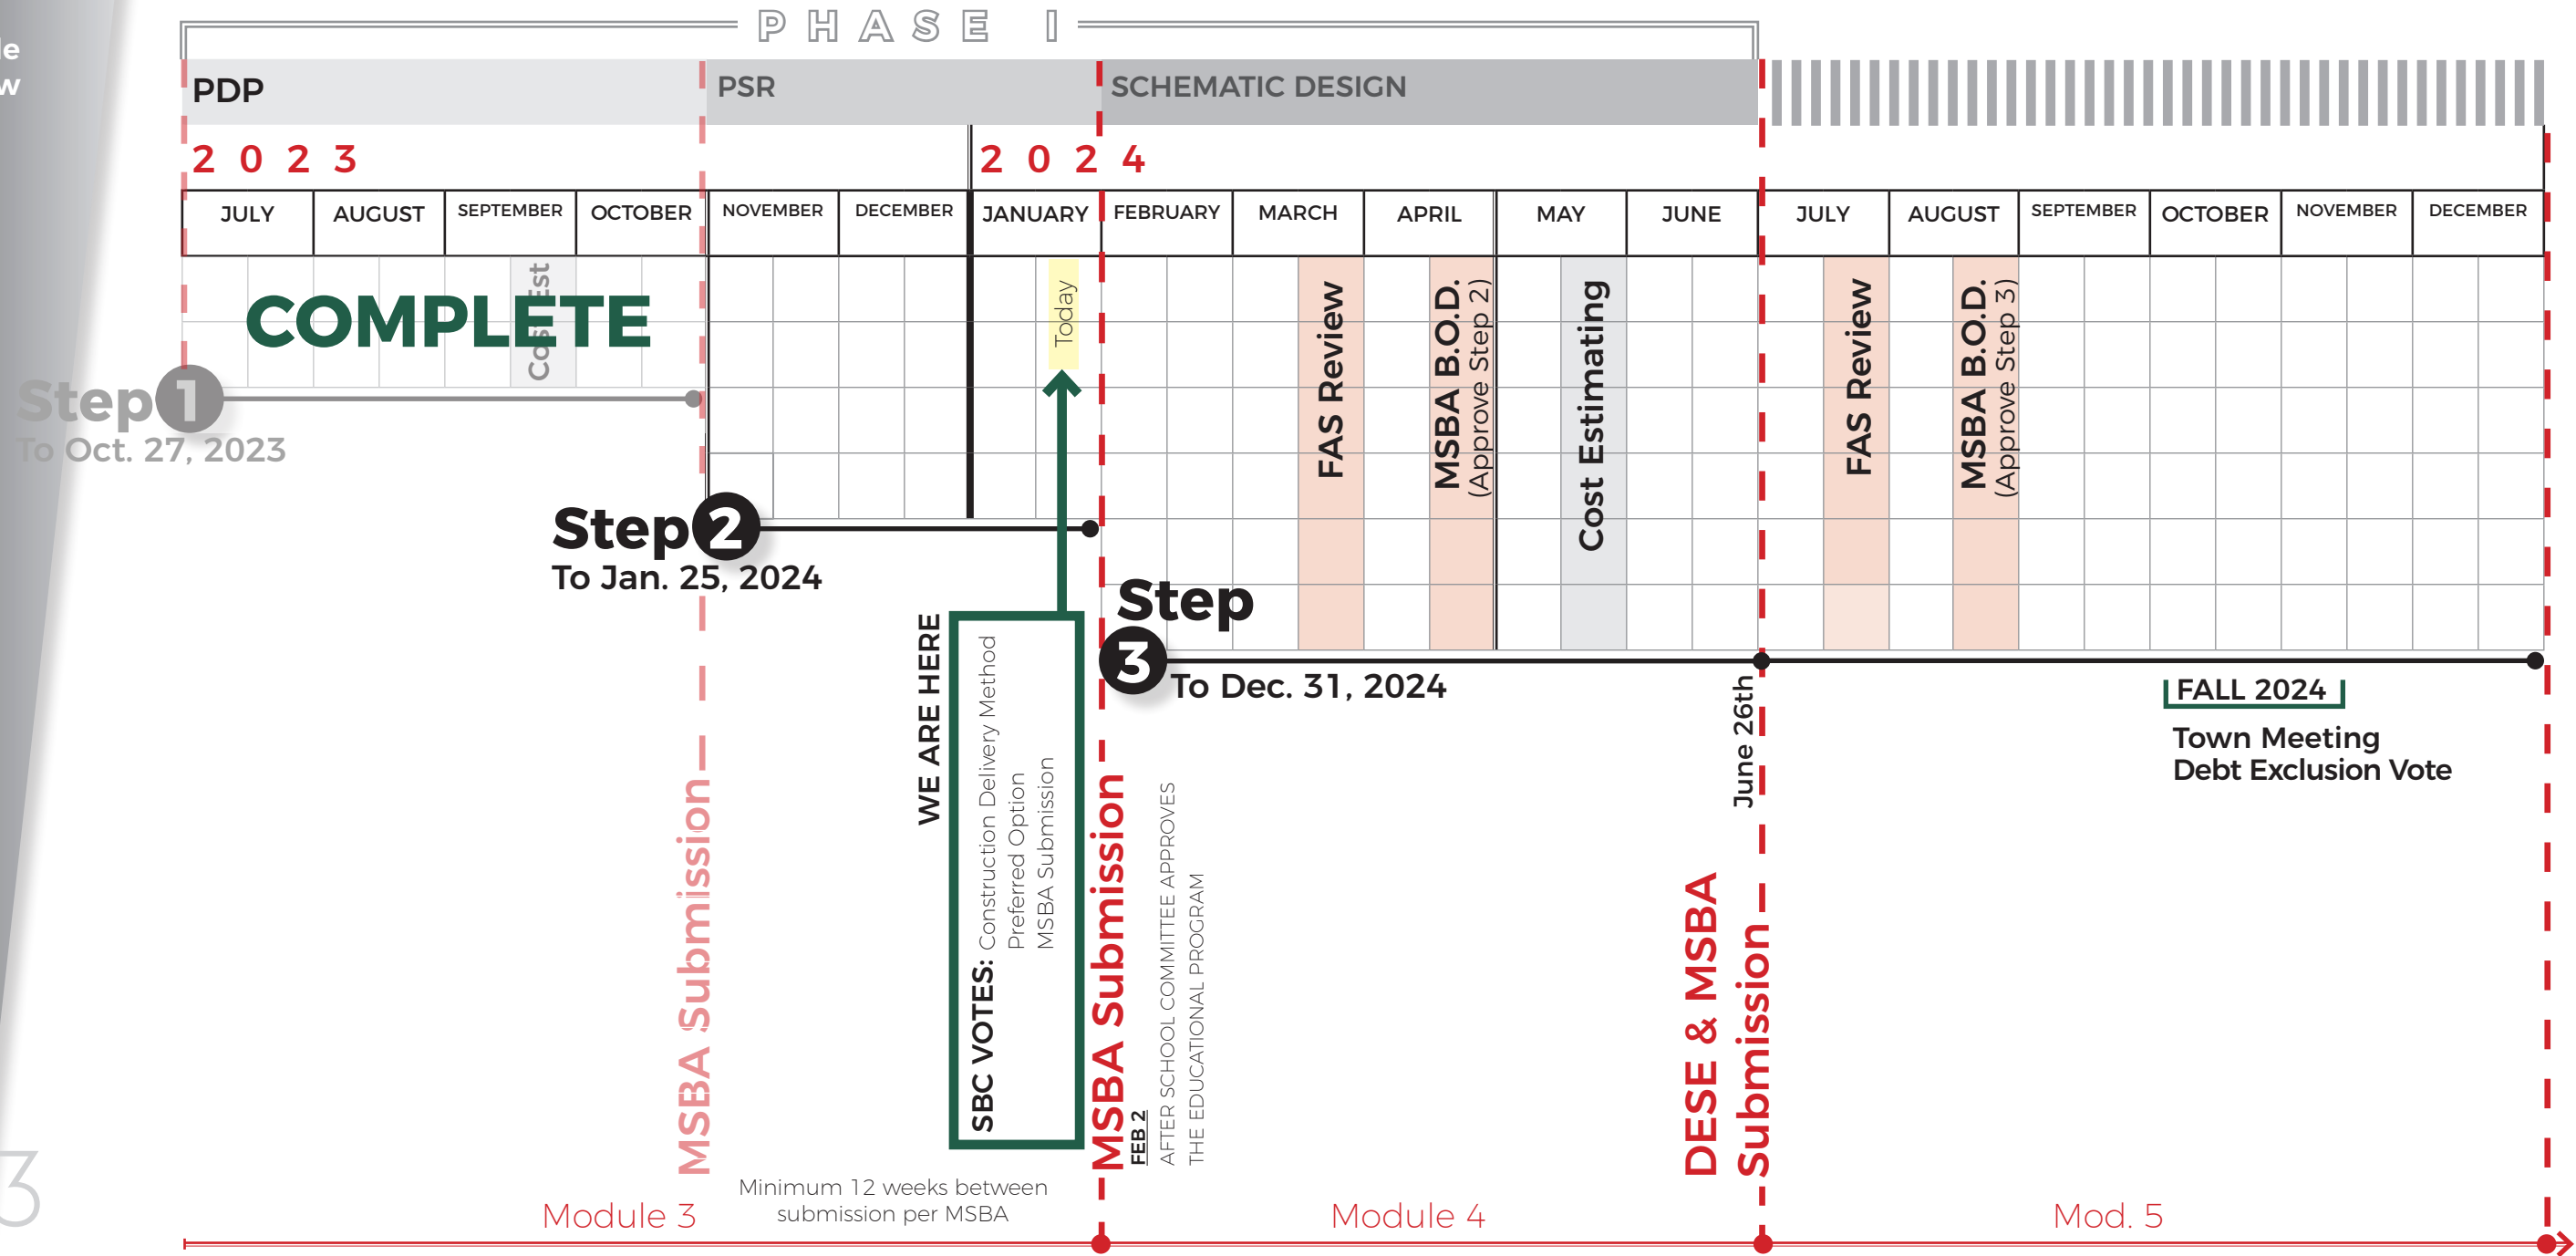 le
w
PHASE I
PDP
PSR
SCHEMATIC DESIGN
2023
2024
JULY
AUGUST
SEPTEMBER
OCTOBER
NOVEMBER
DECEMBER
JANUARY
FEBRUARY
MARCH
APRIL
MAY
JUNE
JULY
AUGUST
SEPTEMBER
OCTOBER
NOVEMBER
DECEMBER
Cost Est
COMPLETE
Today
FAS Review
MSBA B.O.D.
(Approve Step 2)
Cost Estimating
FAS Review
MSBA B.O.D.
(Approve Step 3)
Step 1
To Oct. 27, 2023
Step 2
To Jan. 25, 2024
Step
3
To Dec. 31, 2024
WE ARE HERE
SBC VOTES: Construction Delivery Method
Preferred Option
MSBA Submission
MSBA Submission
MSBA Submission
FEB 2
AFTER SCHOOL COMMITTEE APPROVES
THE EDUCATIONAL PROGRAM
June 26th
DESE & MSBA
Submission
FALL 2024
Town Meeting
Debt Exclusion Vote
Minimum 12 weeks between
submission per MSBA
Module 3
Module 4
Mod. 5
3